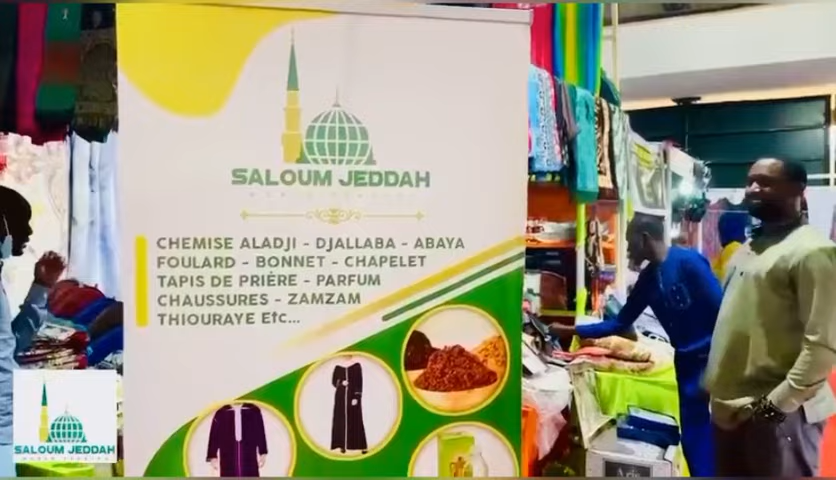 SALOUM JEDDAH
CHEMISE ALADJI - DJALLABA - ABAYA
FOULARD - BONNET - CHAPELET
TAPIS DE PRIÈRE - PARFUM
CHAUSSURES - ZAMZAM
THIOURAYE Etc...
SALOUM JEDDAH